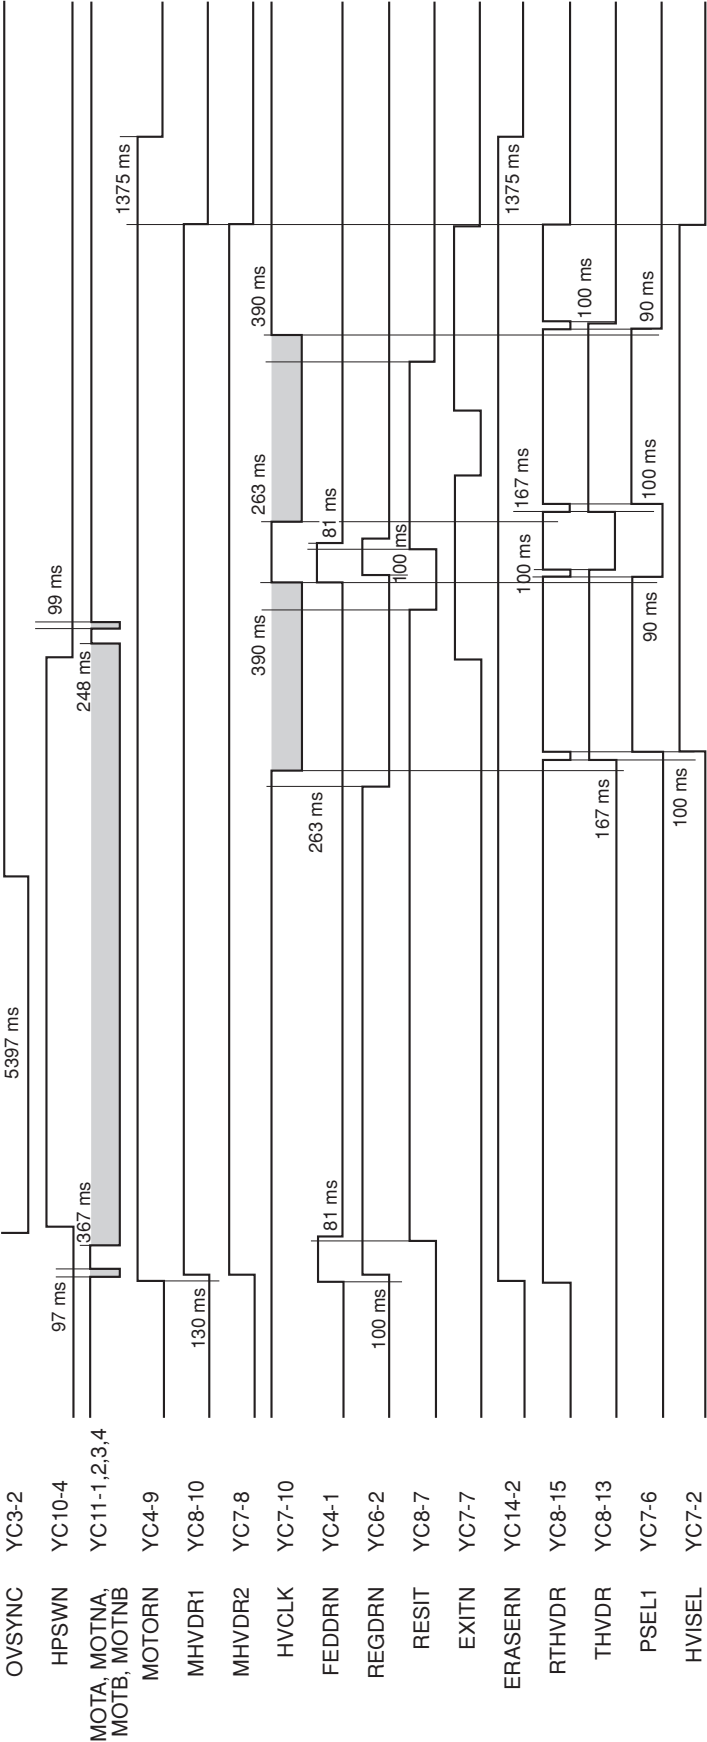 OVSYNC YC3-2 5397 ms
HPSWN YC10-4 99 ms
MOTA, MOTNA, YC11-1,2,3,4 97 ms 367 ms 248 ms
MOTB, MOTNB
MOTORN YC4-9 1375 ms
MHVDR1 YC8-10 130 ms
MHVDR2 YC7-8
HVCLK YC7-10 390 ms 263 ms 390 ms
FEDDRN YC4-1 81 ms 263 ms 81 ms
REGDRN YC6-2 100 ms 100 ms
RESIT YC8-7
EXITN YC7-7
ERASERN YC14-2 1375 ms
RTHVDR YC8-15 100 ms 167 ms
THVDR YC8-13 167 ms 100 ms
PSEL1 YC7-6 90 ms 100 ms 90 ms
HVISEL YC7-2 100 ms